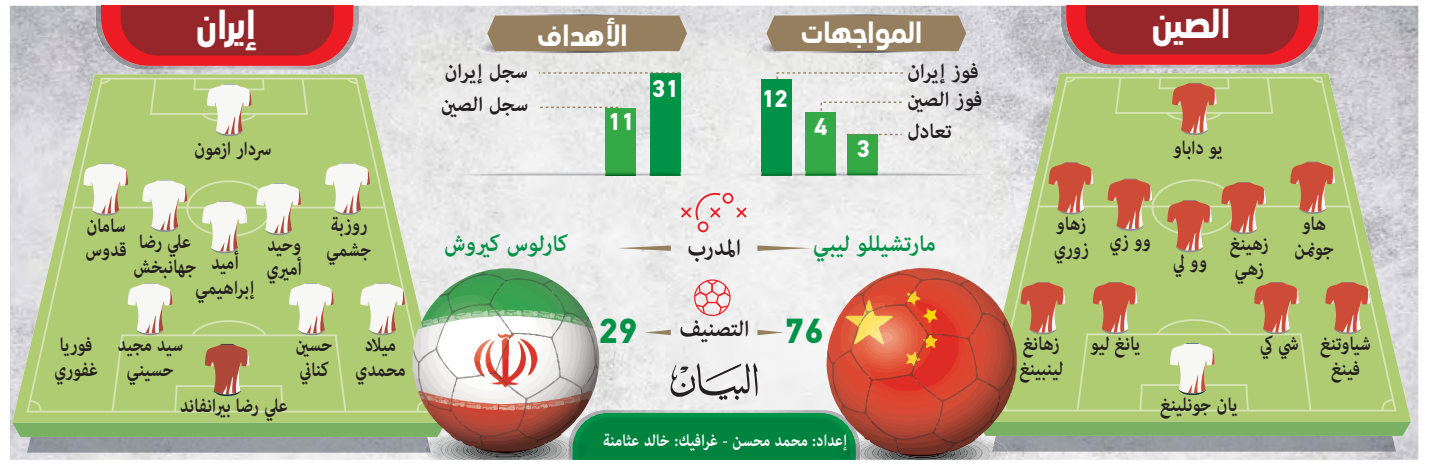 الصين
المواجهات
الأهداف
إيران
فوز إيران
فوز الصين
تعادل
12
4
3
سجل إيران
سجل الصين
31
11
يو داباو
هاو
جونمن
زهينغ
زهي
وو لي
وو زي
زهاو
زوري
شياوتنغ
فينغ
شي كي
يانغ ليو
زهانغ
لينبينغ
يان جونلينغ
مارتشيللو ليبي
المدرب
كارلوس كيروش
76
التصنيف
29
البيان
سردار ازمون
روزبة
جشمي
وحيد
أميري
أميد
إبراهيمي
علي رضا
جهانبخش
سامان
قدوس
ميلاد
محمدي
حسين
كناني
سيد مجيد
حسيني
فوريا
غفوري
علي رضا بيرانفاند
إعداد: محمد محسن - غرافيك: خالد عثامنة